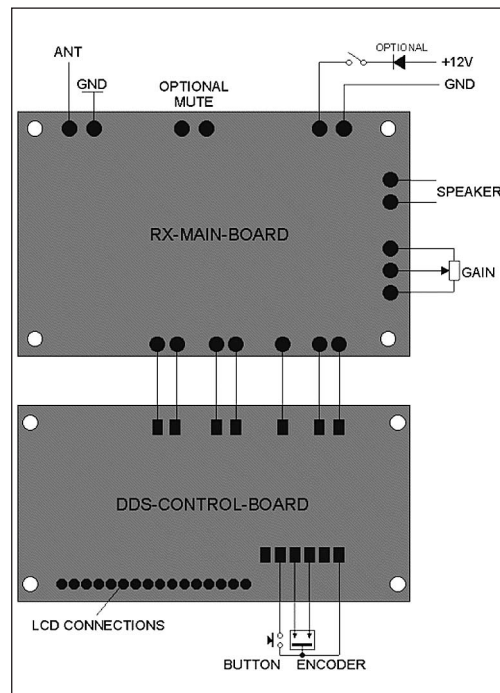 ANT
GND
OPTIONAL
MUTE
OPTIONAL
+12V
GND
SPEAKER
RX-MAIN-BOARD
GAIN
DDS-CONTROL-BOARD
LCD CONNECTIONS
BUTTON ENCODER